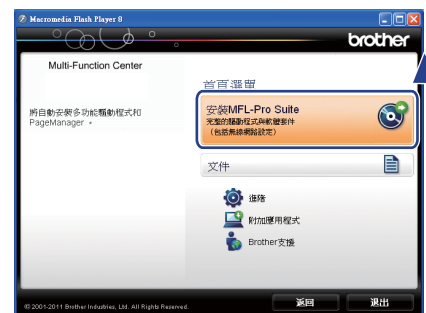 Macromedia Flash Player 8
brother
Multi-Function Center
將自動安裝多功能驅動程式和
PageManager。
首頁選單
安裝MFL-Pro Suite
完整的驅動程式與軟體套件
(包括無線網路設定)
文件
進階
附加應用程式
Brother支援
© 2001-2011 Brother Industries, Ltd. All Rights Reserved.
返回
退出